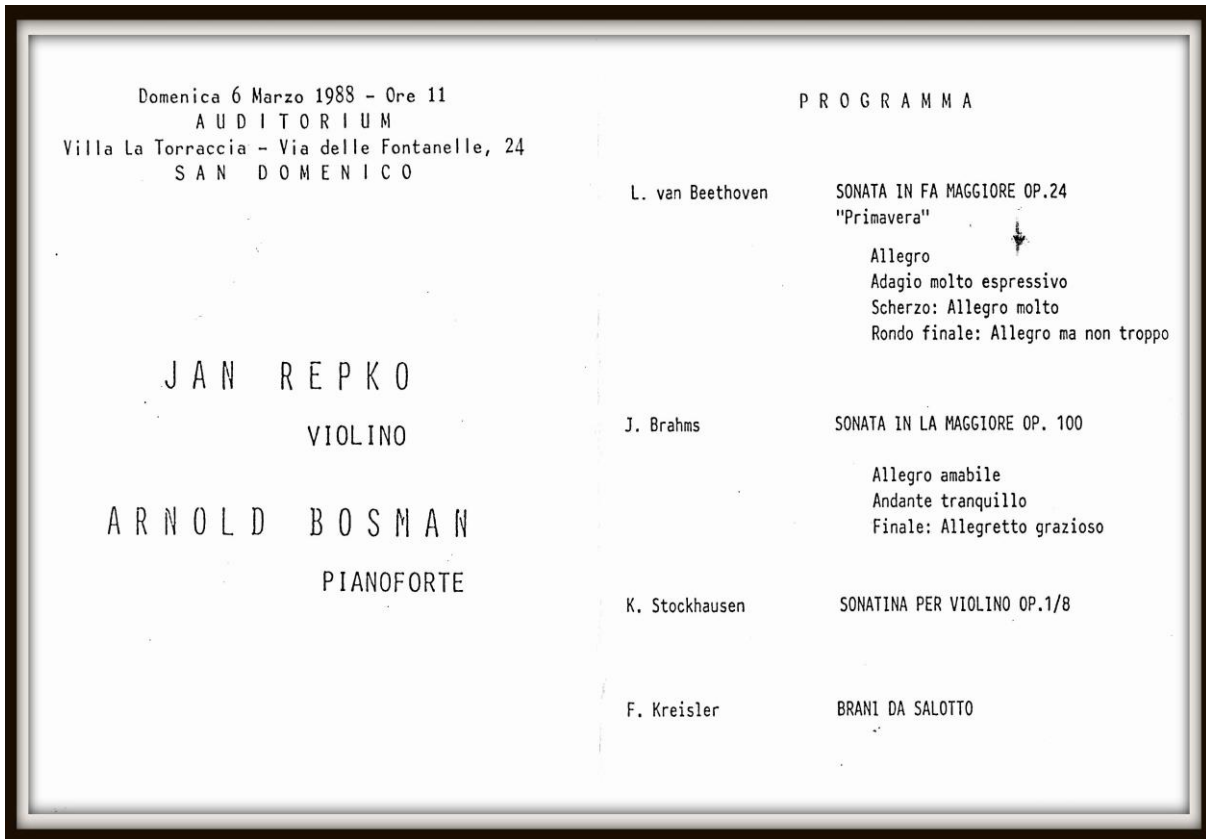 Domenica 6 Marzo 1988 - Ore 11
AUDITORIUM
Villa La Torraccia - Via delle Fontanelle, 24
SAN DOMENICO
JAN REPKO
VIOLINO
ARNOLD BOSMAN
PIANOFORTE
PROGRAMMA
L. van Beethoven SONATA IN FA MAGGIORE OP.24
"Primavera"
Allegro
Adagio molto espressivo
Scherzo: Allegro molto
Rondo finale: Allegro ma non troppo
J. Brahms SONATA IN LA MAGGIORE OP. 100
Allegro amabile
Andante tranquillo
Finale: Allegretto grazioso
K. Stockhausen SONATINA PER VIOLINO OP.1/8
F. Kreisler BRANI DA SALOTTO